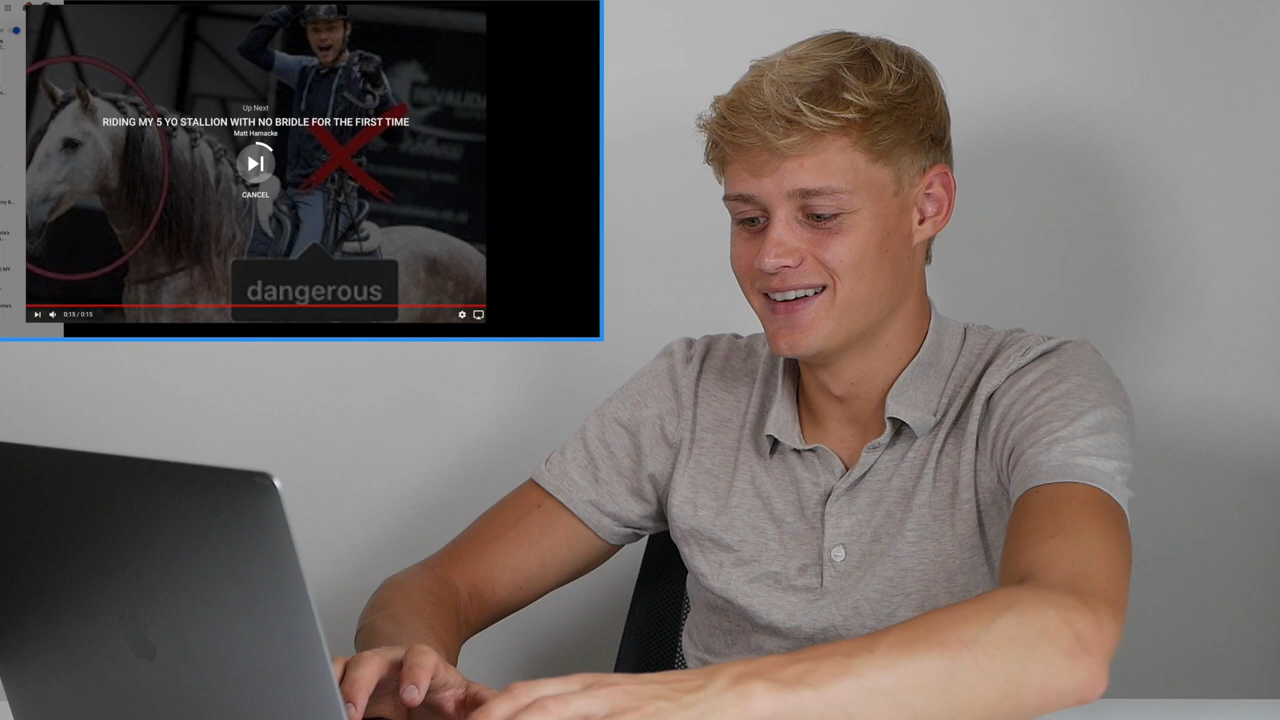 Up Next
RIDING MY 5 YO STALLION WITH NO BRIDLE FOR THE FIRST TIME
Matt Harnacke
CANCEL
dangerous
0:15 / 0:15